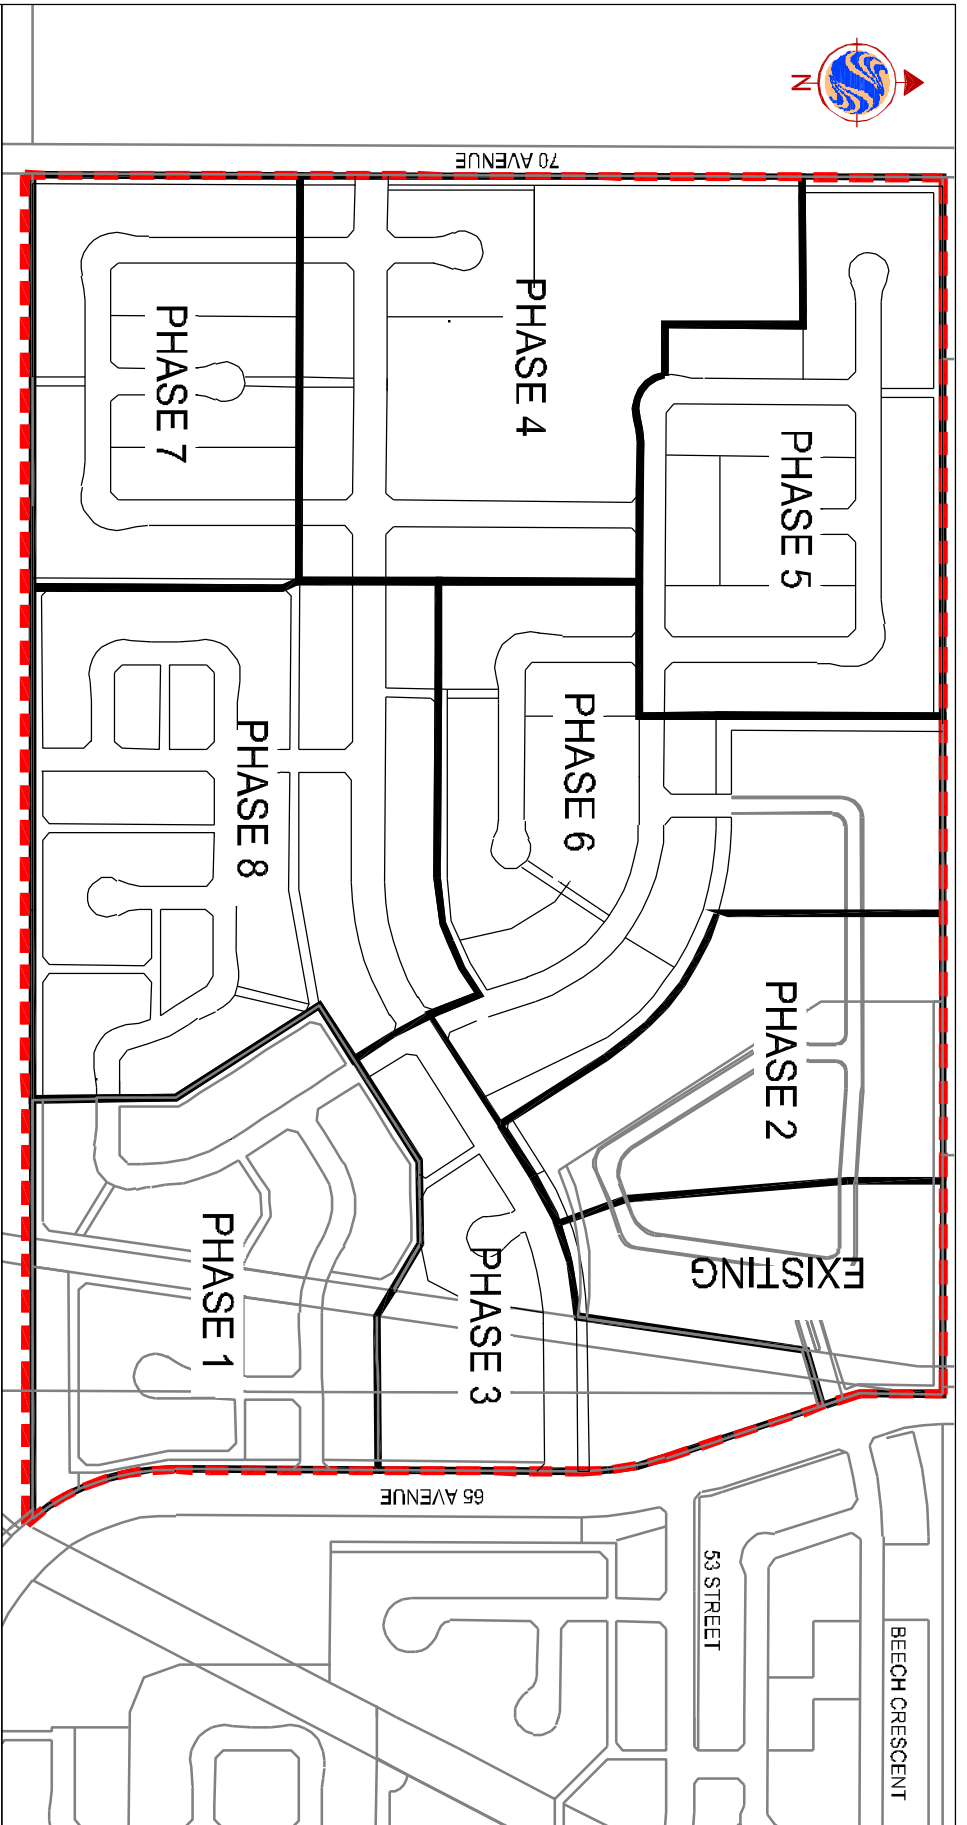 N
70 AVENUE
PHASE 4
PHASE 7
PHASE 5
PHASE 6
PHASE 8
PHASE 2
PHASE 1
PHASE 3
EXISTING
65 AVENUE
53 STREET
BEECH CRESCENT